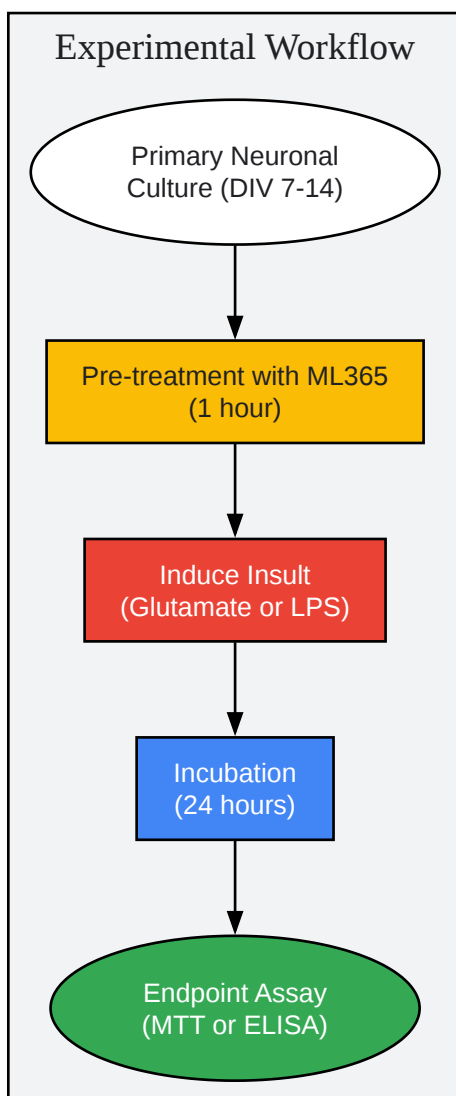 Experimental Workflow
Primary Neuronal
Culture (DIV 7-14)
Pre-treatment with ML365
(1 hour)
Induce Insult
(Glutamate or LPS)
Incubation
(24 hours)
Endpoint Assay
(MTT or ELISA)